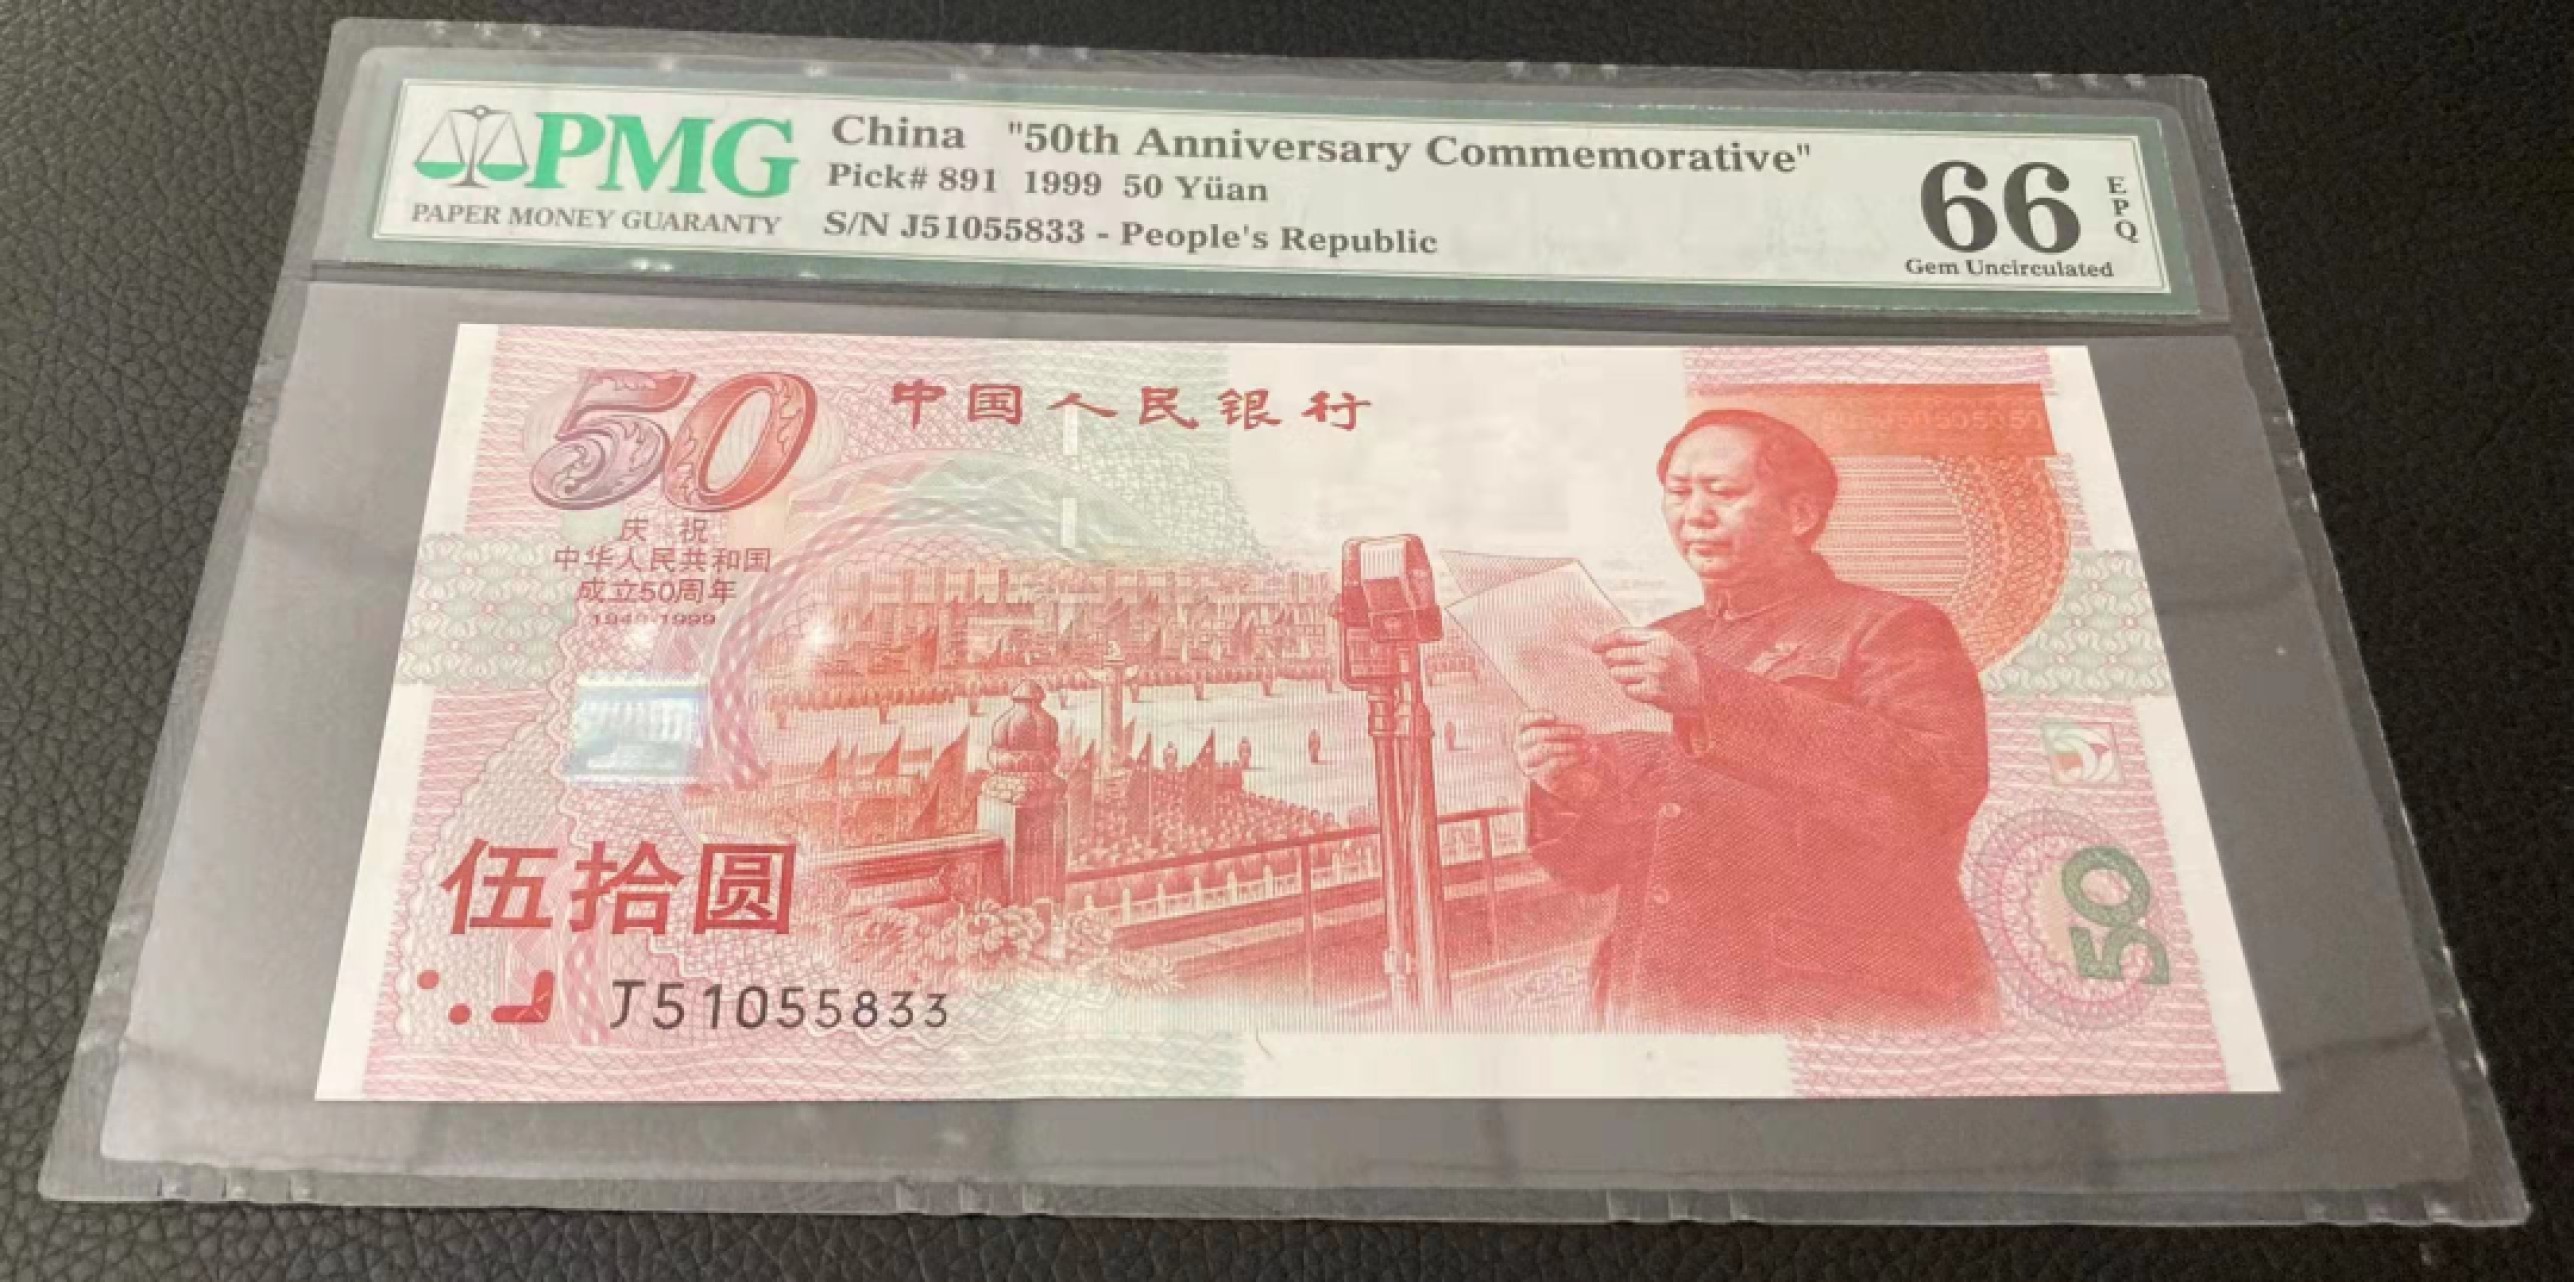 PMG
PAPER MONEY GUARANTY
China "50th Anniversary Commemorative"
Pick# 891 1999 50 Yüan
S/N J51055833 - People's Republic
66
EPQ
Gem Uncirculated
50
中国人民银行
庆 祝
中华人民共和国
成立50周年
1949-1999
伍拾圆
J51055833
50